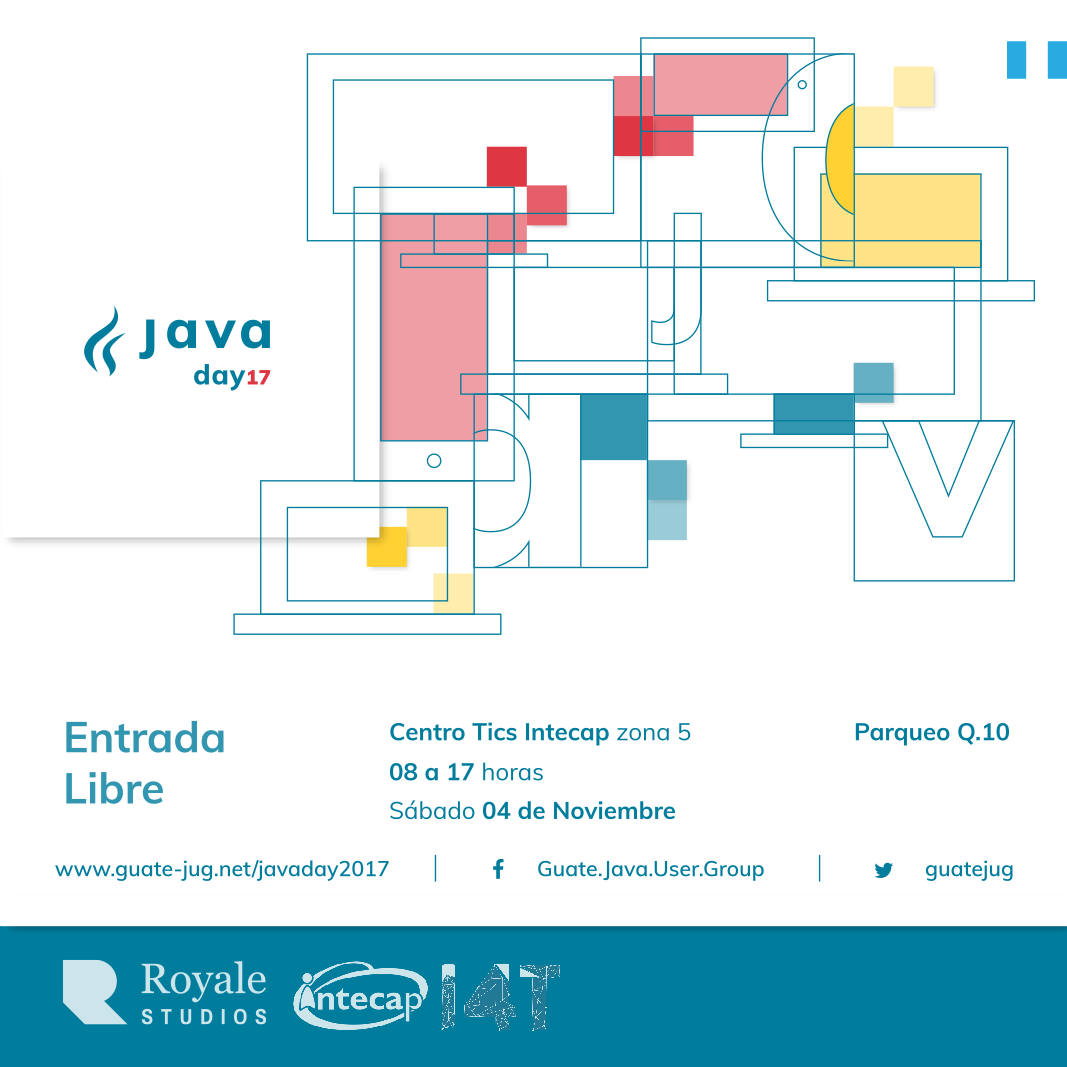 Java
day17
J
V
Entrada
Libre
Centro Tics Intecap zona 5
08 a 17 horas
Sábado 04 de Noviembre
Parqueo Q.10
www.guate-jug.net/javaday2017
Guate.Java.User.Group
guatejug
Royale
STUDIOS
intecap
I4T